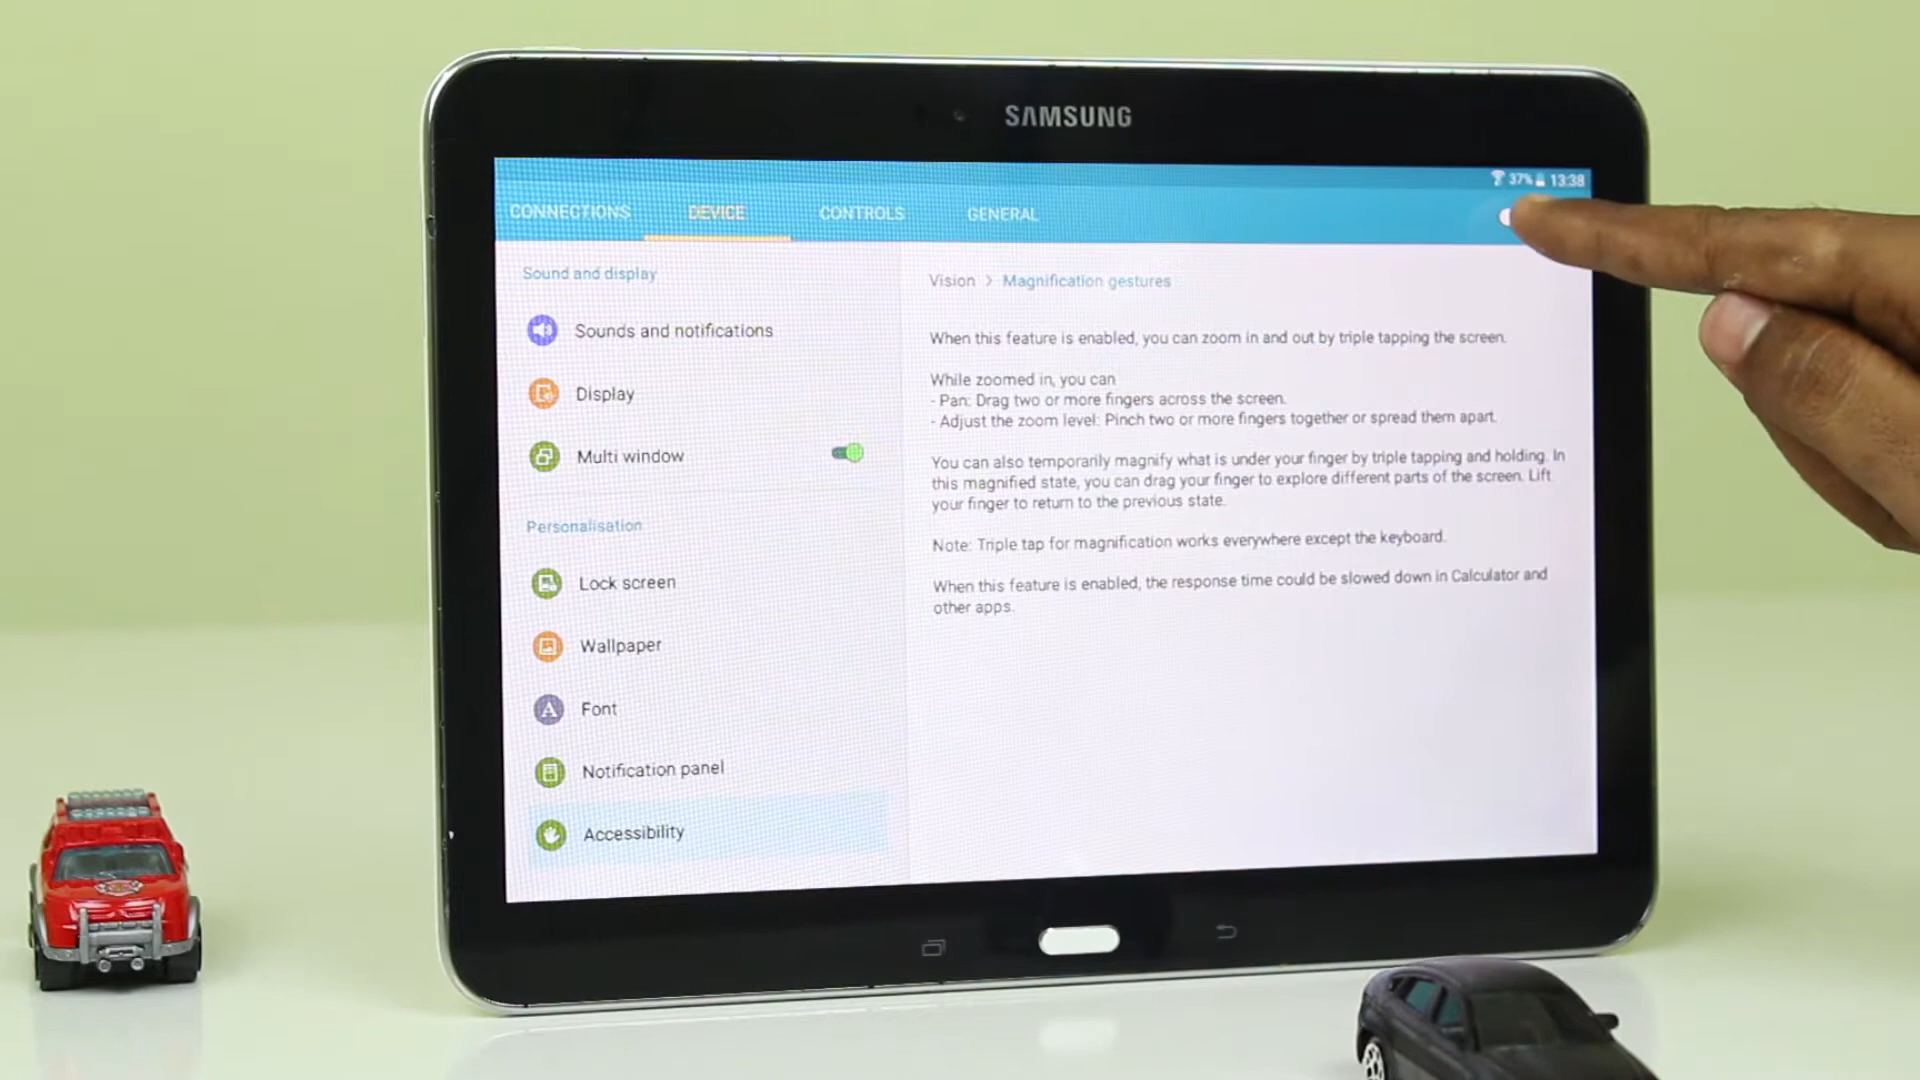 SAMSUNG
37% 13:38
CONNECTIONS DEVICE CONTROLS GENERAL
Sound and display
Sounds and notifications
Display
Multi window
Personalisation
Lock screen
Wallpaper
Font
Notification panel
Accessibility
Vision > Magnification gestures
When this feature is enabled, you can zoom in and out by triple tapping the screen.
While zoomed in, you can
- Pan: Drag two or more fingers across the screen.
- Adjust the zoom level: Pinch two or more fingers together or spread them apart.
You can also temporarily magnify what is under your finger by triple tapping and holding. In
this magnified state, you can drag your finger to explore different parts of the screen. Lift
your finger to return to the previous state.
Note: Triple tap for magnification works everywhere except the keyboard.
When this feature is enabled, the response time could be slowed down in Calculator and
other apps.